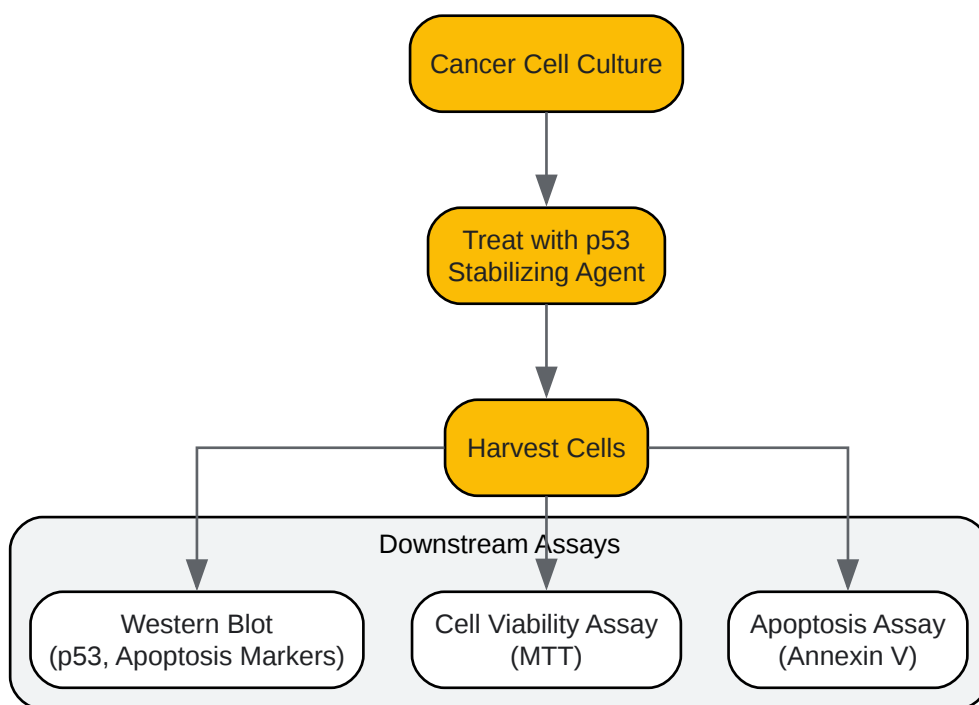 Cancer Cell Culture
Treat with p53
Stabilizing Agent
Harvest Cells
Downstream Assays
Western Blot
(p53, Apoptosis Markers)
Cell Viability Assay
(MTT)
Apoptosis Assay
(Annexin V)